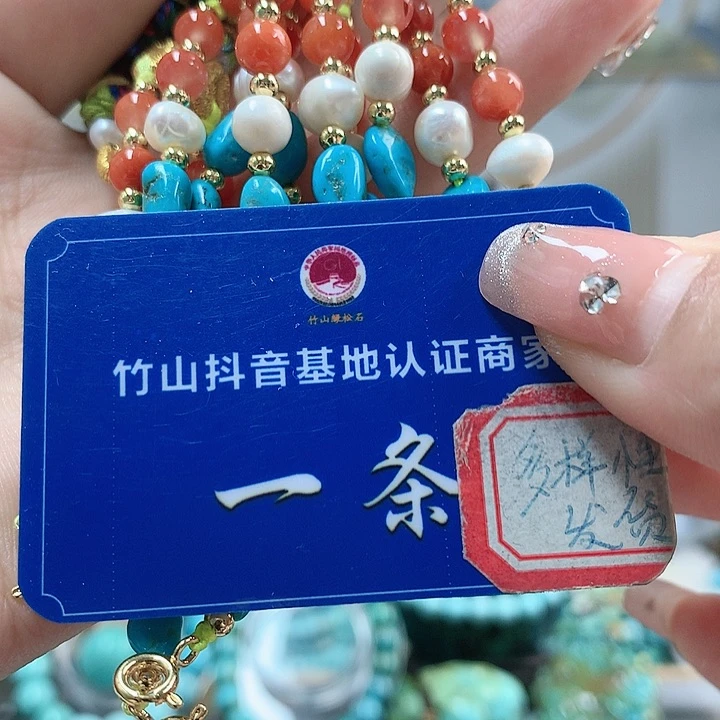 竹山绿松石
竹山抖音基地认证商家
一条
多样性
发货